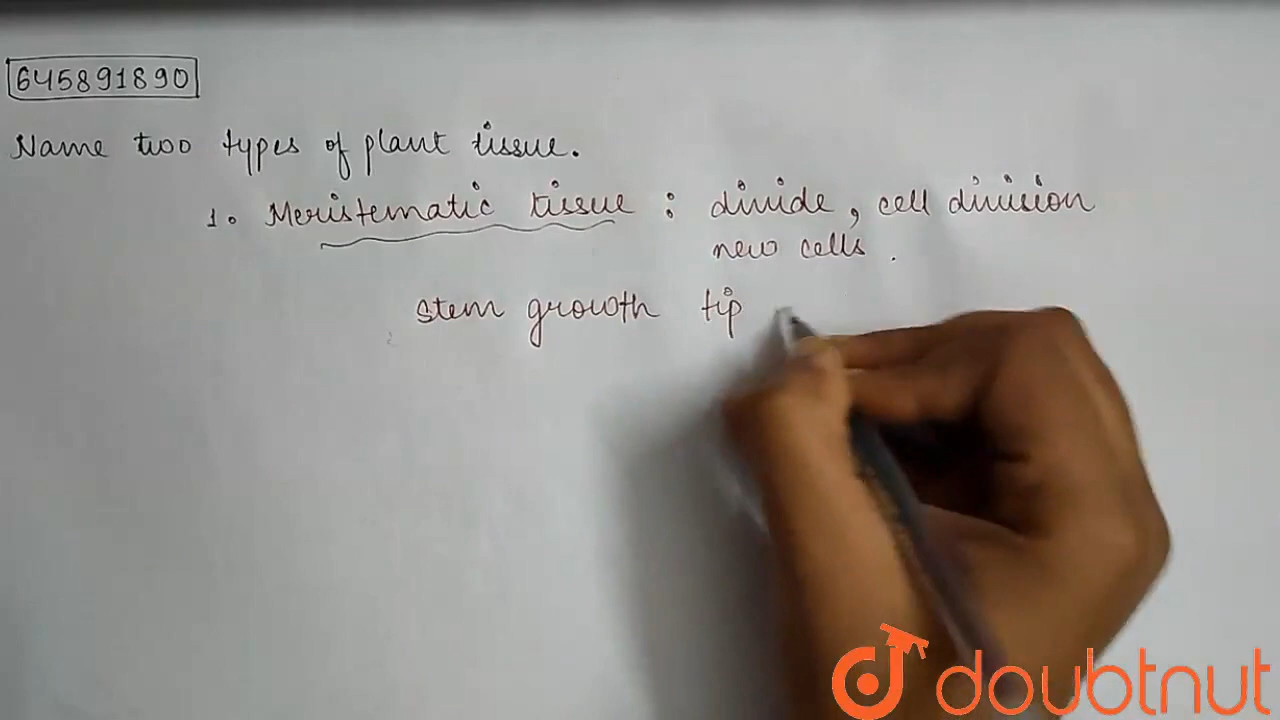 645891890
Name two types of plant tissue.
1. Meristematic tissue : divide, cell division
new cells.
stem growth tip
doubtnut